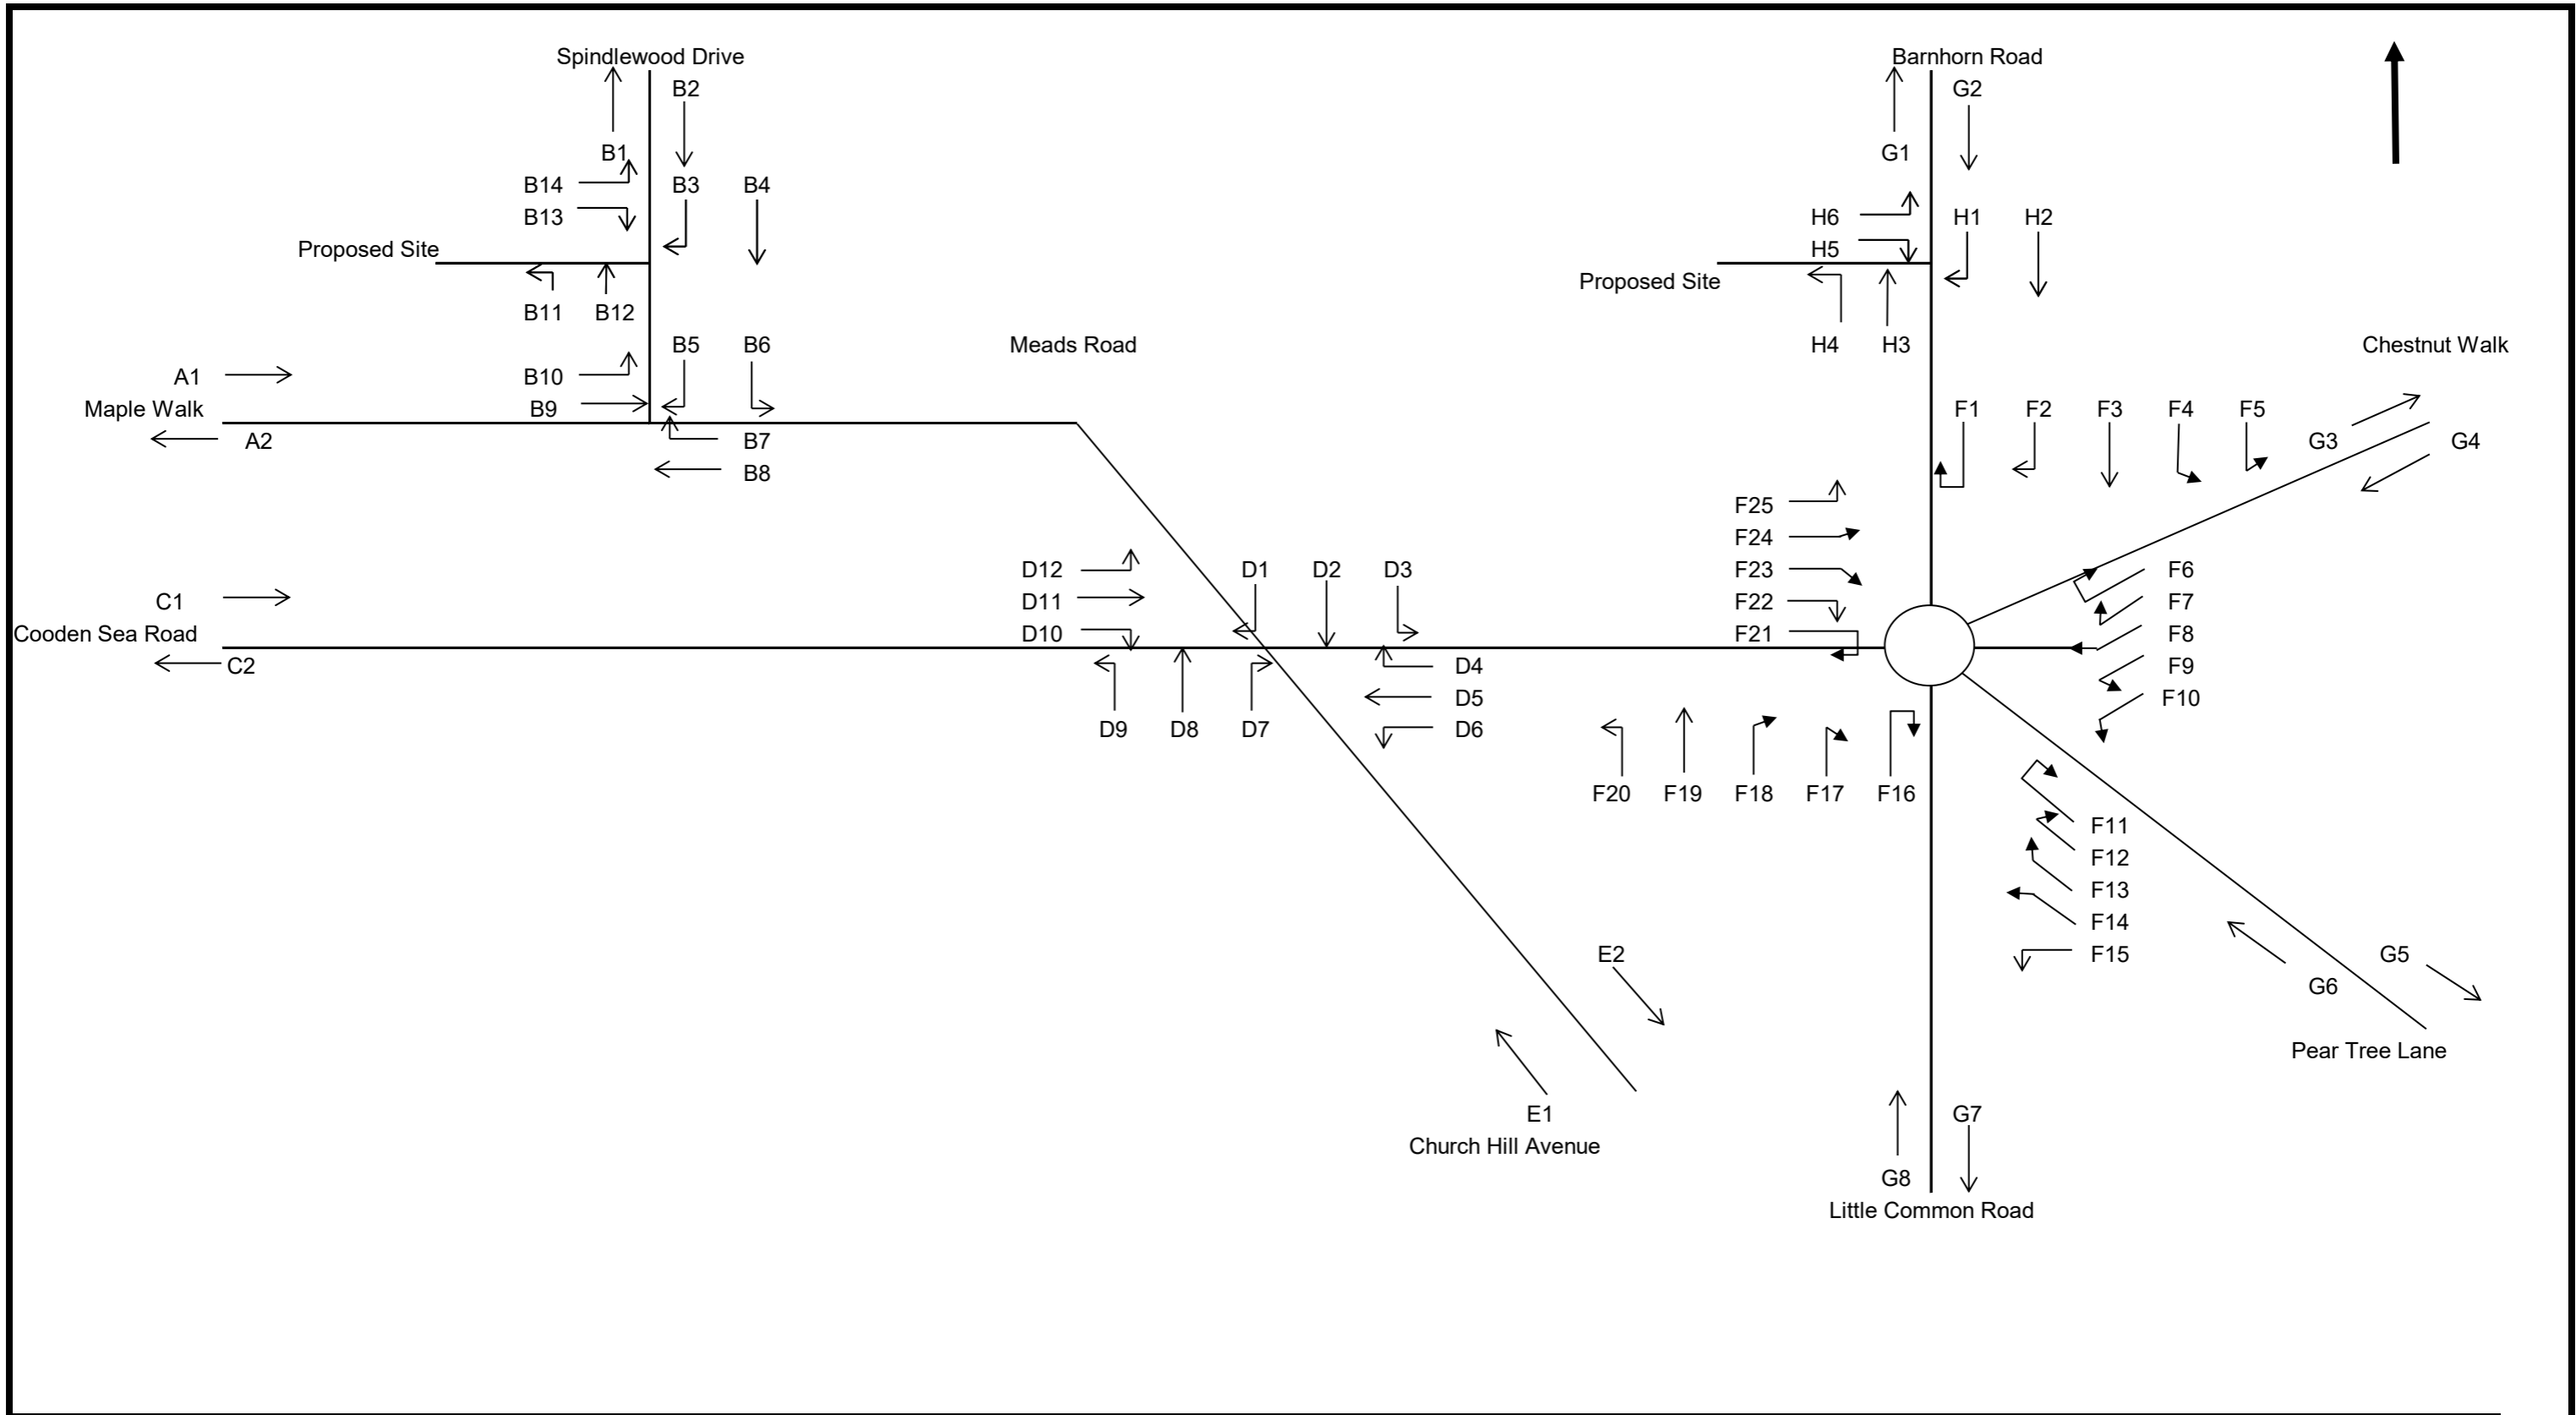 Spindlewood Drive Barnhorn Road
B2 G2
B1 G1
B14 B3 B4
B13 H6 H1 H2
Proposed Site H5
Proposed Site
B11 B12
B5 B6 Meads Road H4 H3 Chestnut Walk
A1 B10
Maple Walk B9 F1 F2 F3 F4 F5
A2 B7 G3 G4
B8
F25
F24
D12 D1 D2 D3 F23 F6
C1 D11 F22 F7
Cooden Sea Road D10 F21 F8
C2 D4 F9
D5 F10
D9 D8 D7 D6
F20 F19 F18 F17 F16
F11
F12
F13
F14
E2 F15 G5
G6
Pear Tree Lane
E1 G7
Church Hill Avenue
G8
Little Common Road